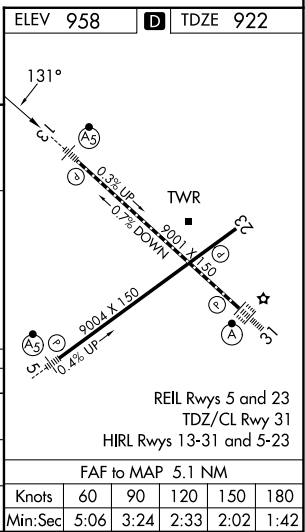 ELEV 958 D TDZE 922
131°
13
A5
P
0.3% UP
0.7% DOWN
TWR
9001 X 150
23
P
9004 X 150
0.4% UP
P
A
31
A5
P
5
REIL Rwys 5 and 23
TDZ/CL Rwy 31
HIRL Rwys 13-31 and 5-23
FAF to MAP 5.1 NM
Knots 60 90 120 150 180
Min:Sec 5:06 3:24 2:33 2:02 1:42